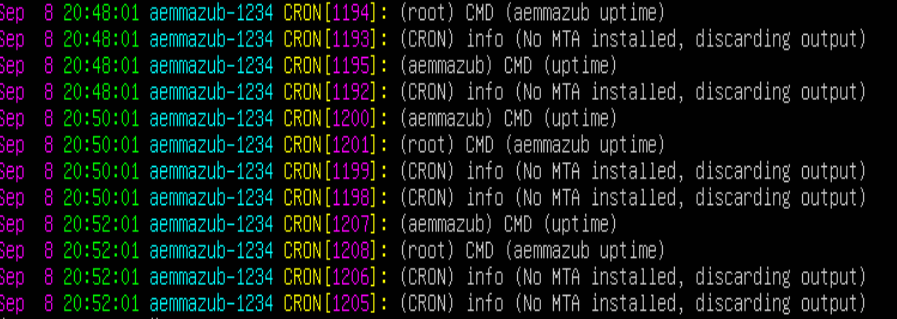 Sep  8 20:48:01 aemmazub-1234 CRON[1194]: (root) CMD (aemmazub uptime)
Sep  8 20:48:01 aemmazub-1234 CRON[1193]: (CRON) info (No MTA installed, discarding output)
Sep  8 20:48:01 aemmazub-1234 CRON[1195]: (aemmazub) CMD (uptime)
Sep  8 20:48:01 aemmazub-1234 CRON[1192]: (CRON) info (No MTA installed, discarding output)
Sep  8 20:50:01 aemmazub-1234 CRON[1200]: (aemmazub) CMD (uptime)
Sep  8 20:50:01 aemmazub-1234 CRON[1201]: (root) CMD (aemmazub uptime)
Sep  8 20:50:01 aemmazub-1234 CRON[1199]: (CRON) info (No MTA installed, discarding output)
Sep  8 20:50:01 aemmazub-1234 CRON[1198]: (CRON) info (No MTA installed, discarding output)
Sep  8 20:52:01 aemmazub-1234 CRON[1207]: (aemmazub) CMD (uptime)
Sep  8 20:52:01 aemmazub-1234 CRON[1208]: (root) CMD (aemmazub uptime)
Sep  8 20:52:01 aemmazub-1234 CRON[1206]: (CRON) info (No MTA installed, discarding output)
Sep  8 20:52:01 aemmazub-1234 CRON[1205]: (CRON) info (No MTA installed, discarding output)